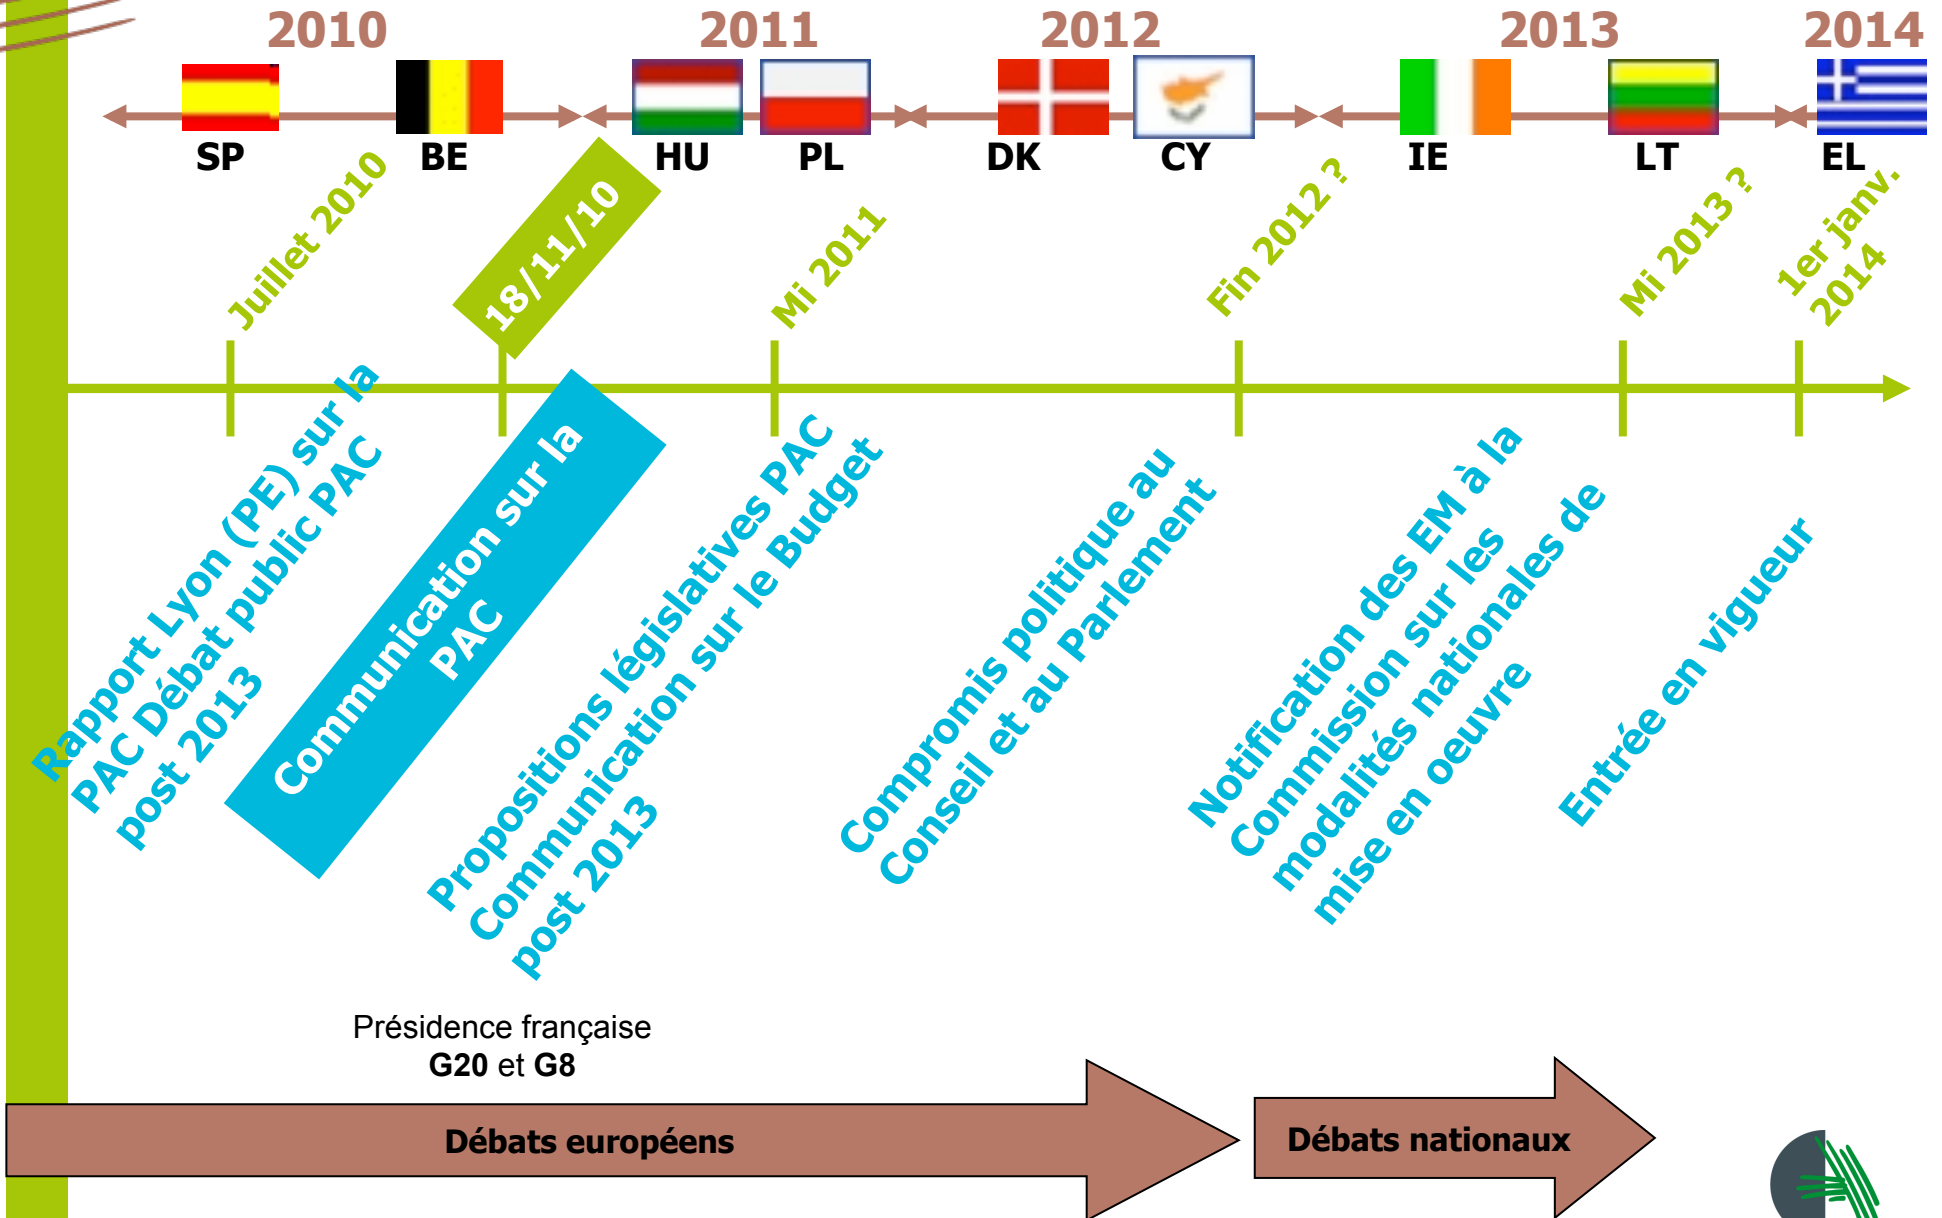 2010
2011
2012
2013
2014
SP
BE
HU
PL
DK
CY
IE
LT
EL
Juillet 2010
18/11/10
Mi 2011
Fin 2012 ?
Mi 2013 ?
1er janv.
2014
Rapport Lyon (PE) sur la
PAC Débat public PAC
post 2013
Communication sur la
PAC
Propositions législatives PAC
Communication sur le Budget
post 2013
Compromis politique au
Conseil et au Parlement
Notification des EM à la
Commission sur les
modalités nationales de
mise en oeuvre
Entrée en vigueur
Présidence française
G20 et G8
Débats européens
Débats nationaux